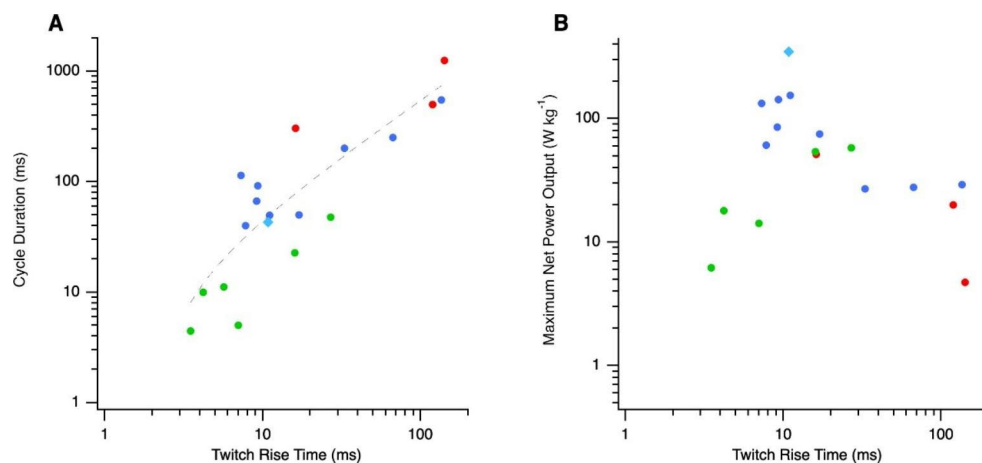 A
Cycle Duration (ms)
1000
100
10
1
1
10
100
Twitch Rise Time (ms)
B
Maximum Net Power Output (W kg⁻¹)
100
10
1
1
10
100
Twitch Rise Time (ms)